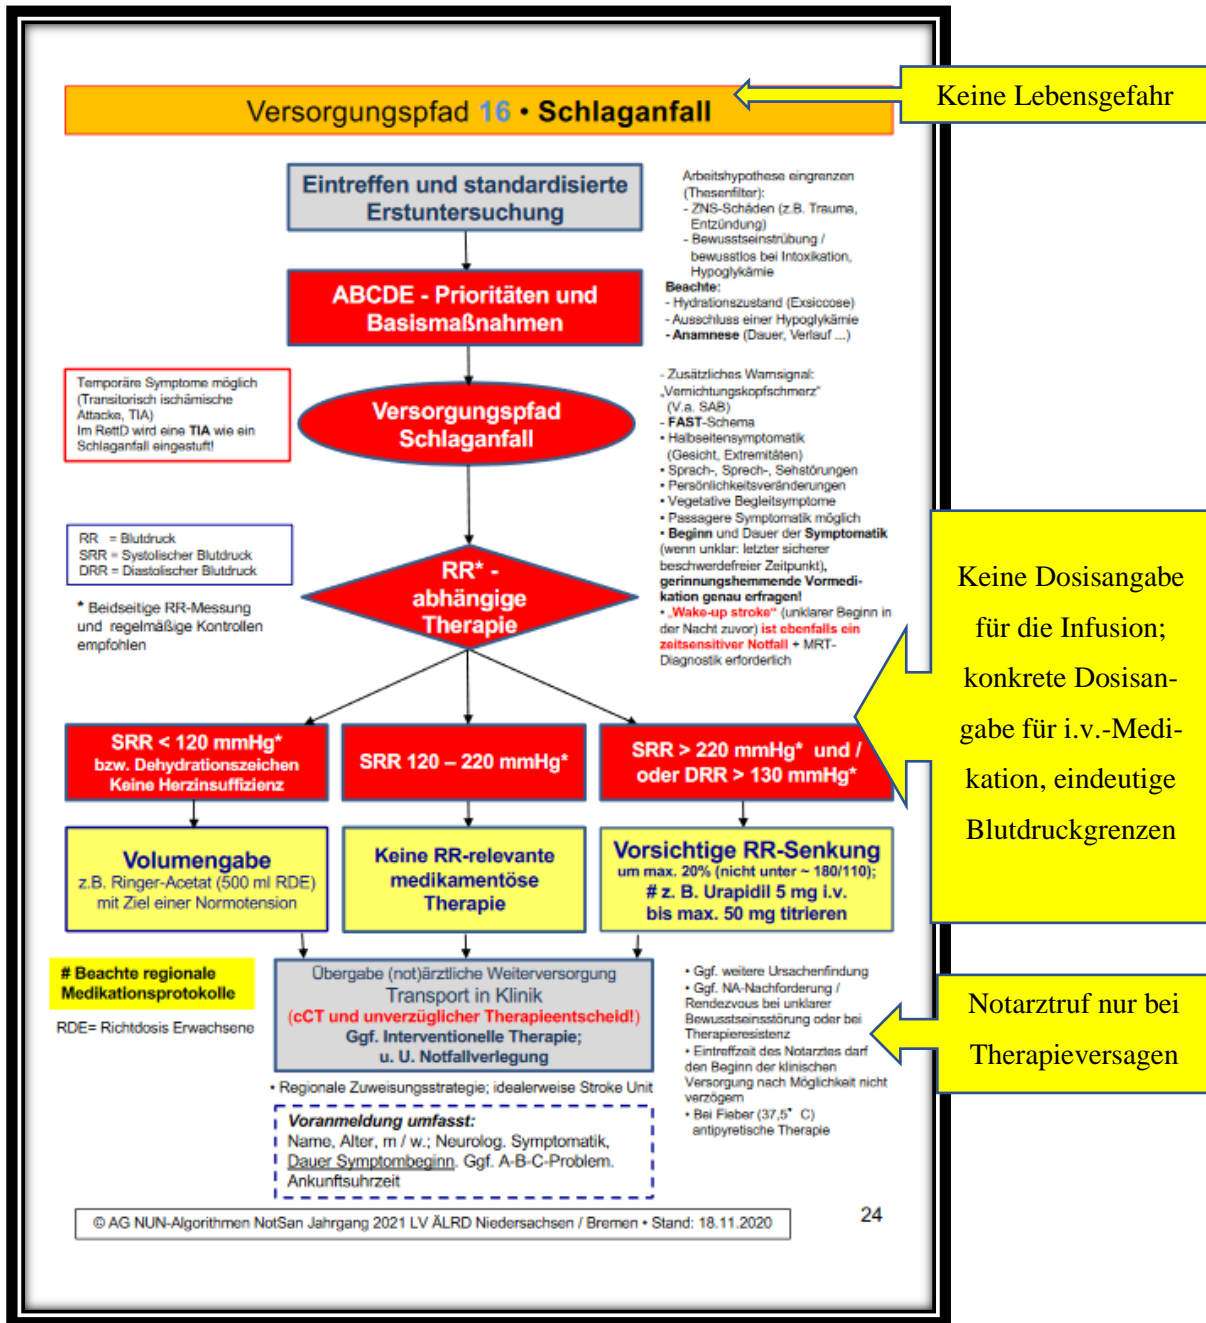 Versorgungspfad 16 • Schlaganfall
Keine Lebensgefahr
Eintreffen und standardisierte
Erstuntersuchung
Arbeitshypothese eingrenzen
(Thesenfilter):
- ZNS-Schäden (z.B. Trauma,
Entzündung)
- Bewusstseinstrübung /
bewusstlos bei Intoxikation,
Hypoglykämie
Beachte:
- Hydrationszustand (Exsiccose)
- Ausschluss einer Hypoglykämie
- Anamnese (Dauer, Verlauf ...)
ABCDE - Prioritäten und
Basismaßnahmen
Temporäre Symptome möglich
(Transitorisch ischämische
Attacke, TIA)
Im RettD wird eine TIA wie ein
Schlaganfall eingestuft!
Versorgungspfad
Schlaganfall
- Zusätzliches Warnsignal:
„Vernichtungskopfschmerz“
(V.a. SAB)
- FAST-Schema
• Halbseitensymptomatik
(Gesicht, Extremitäten)
• Sprach-, Sprech-, Sehstörungen
• Persönlichkeitsveränderungen
• Vegetative Begleitsymptome
• Passagere Symptomatik möglich
• Beginn und Dauer der Symptomatik
(wenn unklar: letzter sicherer
beschwerdefreier Zeitpunkt),
gerinnungshemmende Vormedi-
kation genau erfragen!
• „Wake-up stroke“ (unklarer Beginn in
der Nacht zuvor) ist ebenfalls ein
zeitsensitiver Notfall + MRT-
Diagnostik erforderlich
RR = Blutdruck
SRR = Systolischer Blutdruck
DRR = Diastolischer Blutdruck
* Beidseitige RR-Messung
und regelmäßige Kontrollen
empfohlen
RR* -
abhängige
Therapie
Keine Dosisangabe
für die Infusion;
konkrete Dosisan-
gabe für i.v.-Medi-
kation, eindeutige
Blutdruckgrenzen
SRR < 120 mmHg*
bzw. Dehydrationszeichen
Keine Herzinsuffizienz
SRR 120 – 220 mmHg*
SRR > 220 mmHg* und /
oder DRR > 130 mmHg*
Volumengabe
z.B. Ringer-Acetat (500 ml RDE)
mit Ziel einer Normotension
Keine RR-relevante
medikamentöse
Therapie
Vorsichtige RR-Senkung
um max. 20% (nicht unter ~ 180/110);
# z. B. Urapidil 5 mg i.v.
bis max. 50 mg titrieren
# Beachte regionale
Medikationsprotokolle
RDE= Richtdosis Erwachsene
Übergabe (not)ärztliche Weiterversorgung
Transport in Klinik
(cCT und unverzüglicher Therapieentscheid!)
Ggf. Interventionelle Therapie;
u. U. Notfallverlegung
• Ggf. weitere Ursachenfindung
• Ggf. NA-Nachforderung /
Rendezvous bei unklarer
Bewusstseinsstörung oder bei
Therapieresistenz
• Eintreffzeit des Notarztes darf
den Beginn der klinischen
Versorgung nach Möglichkeit nicht
verzögern
• Bei Fieber (37,5° C)
antipyretische Therapie
Notarztruf nur bei
Therapieversagen
• Regionale Zuweisungsstrategie; idealerweise Stroke Unit
Voranmeldung umfasst:
Name, Alter, m / w.; Neurolog. Symptomatik,
Dauer Symptombeginn. Ggf. A-B-C-Problem.
Ankunftsuhrzeit
© AG NUN-Algorithmen NotSan Jahrgang 2021 LV ÄLRD Niedersachsen / Bremen • Stand: 18.11.2020
24